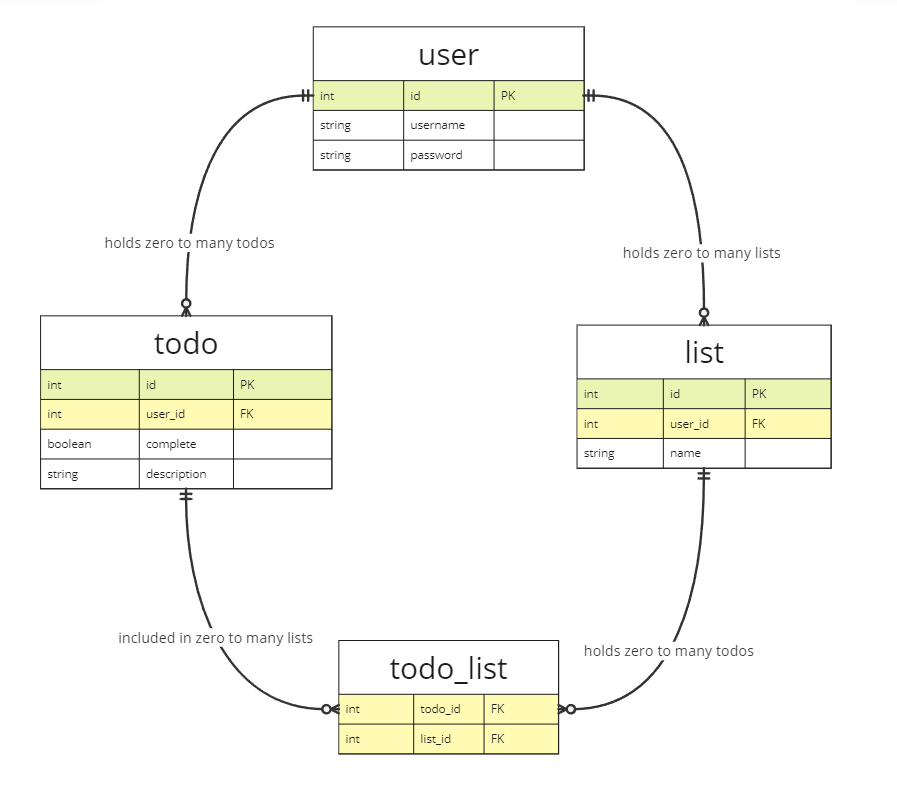 user
int id PK
string username
string password
holds zero to many todos
holds zero to many lists
todo
int id PK
int user_id FK
boolean complete
string description
list
int id PK
int user_id FK
string name
included in zero to many lists
holds zero to many todos
todo_list
int todo_id FK
int list_id FK